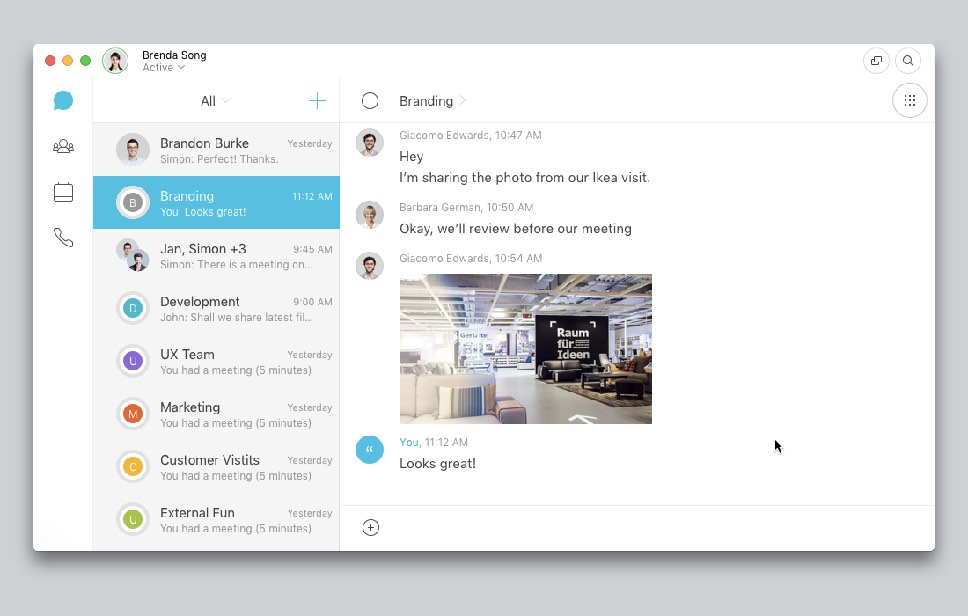 Brenda Song
Active
All
Branding
Brandon Burke
Yesterday
Simon: Perfect! Thanks.
B
Branding
11:12 AM
You: Looks great!
Jan, Simon +3
9:45 AM
Simon: There is a meeting on...
D
Development
9:00 AM
John: Shall we share latest fil...
U
UX Team
Yesterday
You had a meeting (5 minutes)
M
Marketing
Yesterday
You had a meeting (5 minutes)
C
Customer Vistits
Yesterday
You had a meeting (5 minutes)
U
External Fun
Yesterday
You had a meeting (5 minutes)
Giacomo Edwards, 10:47 AM
Hey
I’m sharing the photo from our Ikea visit.
Barbara German, 10:50 AM
Okay, we’ll review before our meeting
Giacomo Edwards, 10:54 AM
Raum
für
Ideen
You, 11:12 AM
“
Looks great!